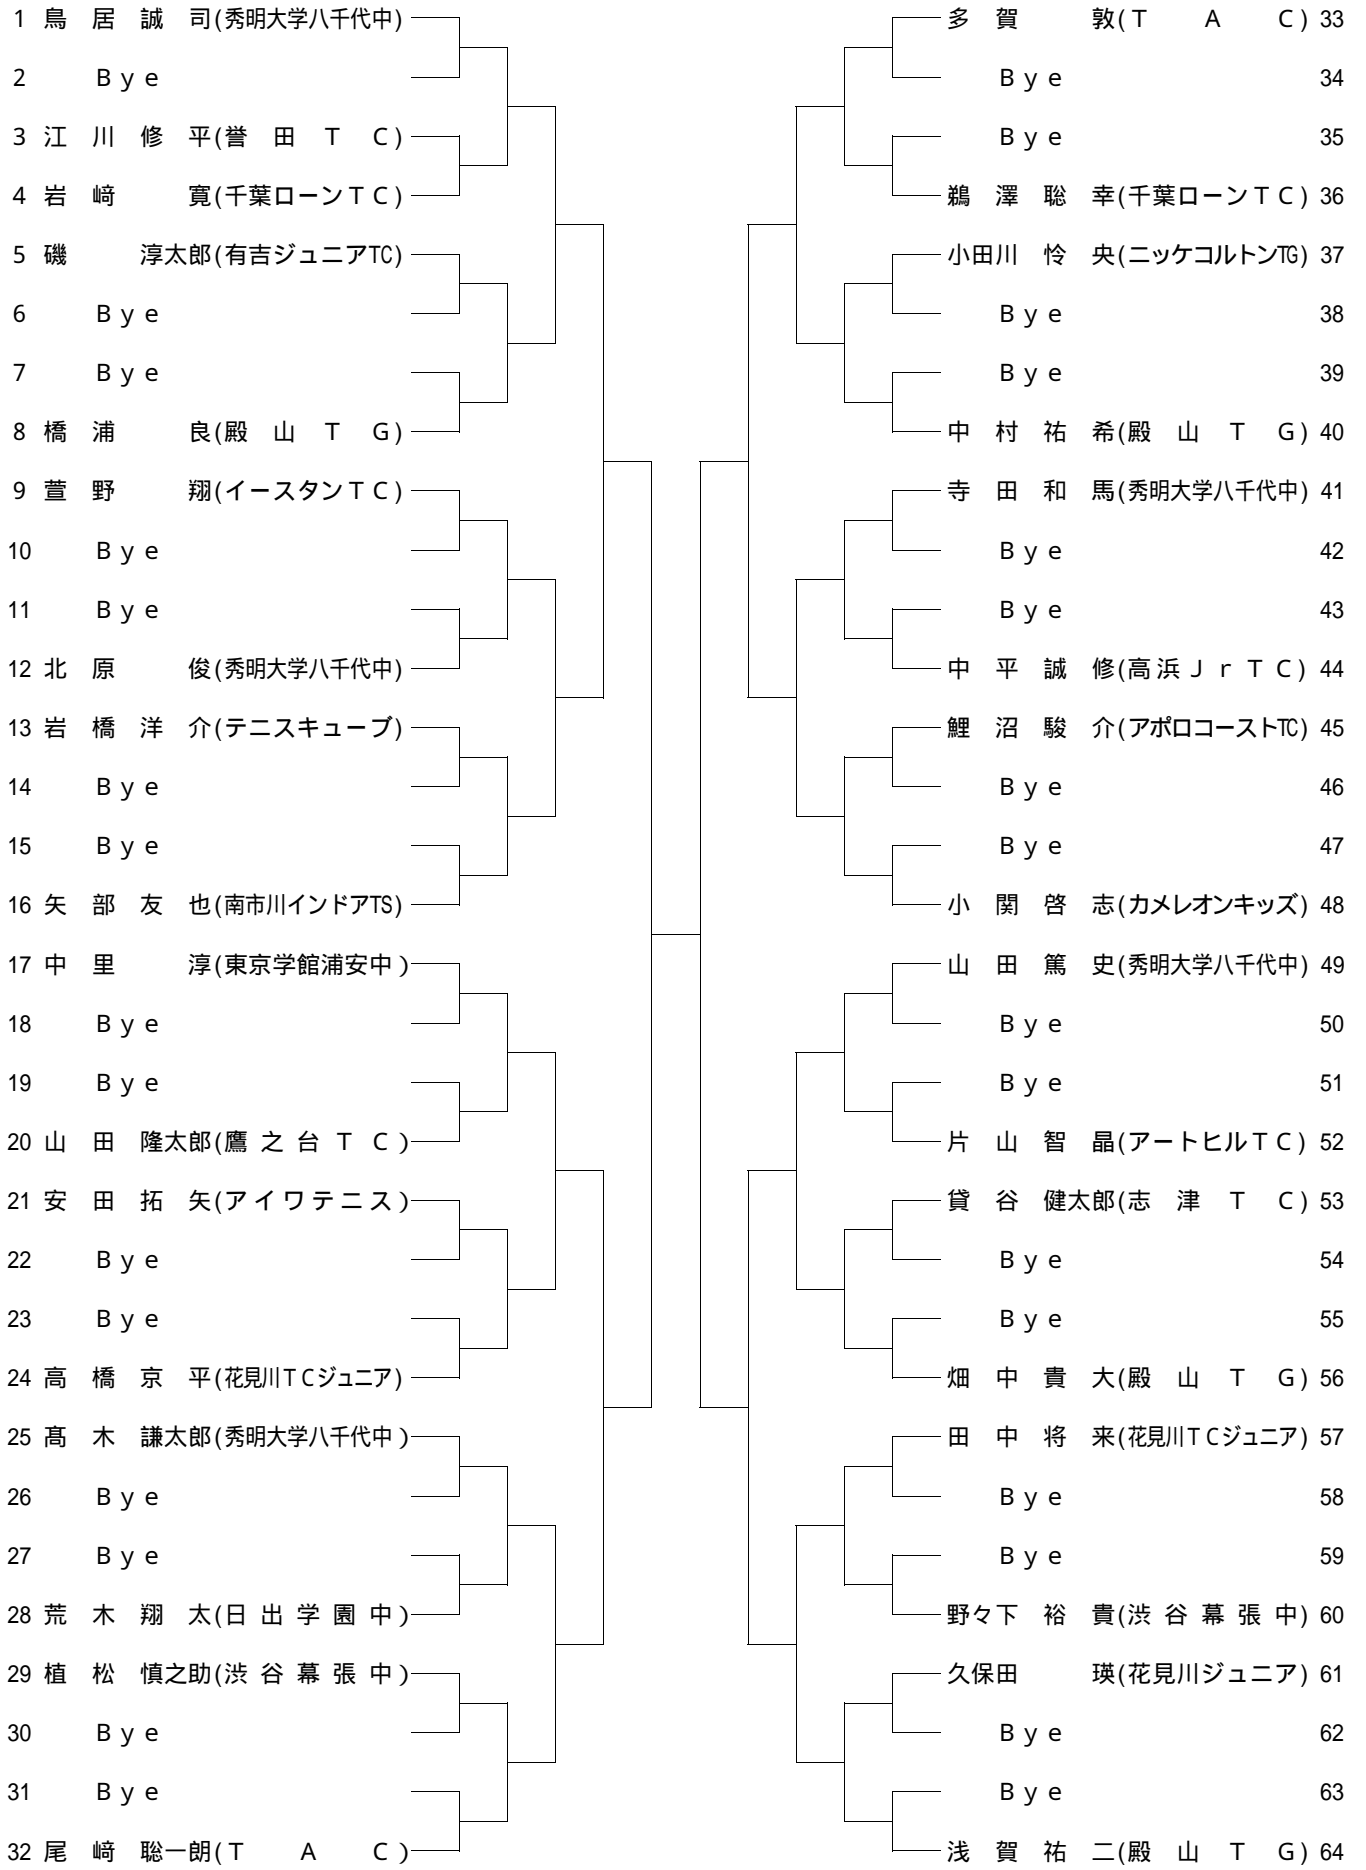 1 鳥 居 誠 司(秀明大学八千代中)
2 Bye
3 江 川 修 平(誉 田 T C)
4 岩 﨑 寛(千葉ローンTC)
5 磯 淳太郎(有吉ジュニアTC)
6 Bye
7 Bye
8 橋 浦 良(殿 山 T G)
9 萱 野 翔(イースタンTC)
10 Bye
11 Bye
12 北 原 俊(秀明大学八千代中)
13 岩 橋 洋 介(テニスキューブ)
14 Bye
15 Bye
16 矢 部 友 也(南市川インドアTS)
17 中 里 淳(東京学館浦安中)
18 Bye
19 Bye
20 山 田 隆太郎(鷹 之 台 T C)
21 安 田 拓 矢(アイワテニス)
22 Bye
23 Bye
24 高 橋 京 平(花見川TCジュニア)
25 髙 木 謙太郎(秀明大学八千代中)
26 Bye
27 Bye
28 荒 木 翔 太(日 出 学 園 中)
29 植 松 慎之助(渋 谷 幕 張 中)
30 Bye
31 Bye
32 尾 﨑 聡一朗(T A C)
多 賀 敦(T A C) 33
Bye 34
Bye 35
鵜 澤 聡 幸(千葉ローンTC) 36
小田川 怜 央(ニッケコルトンTG) 37
Bye 38
Bye 39
中 村 祐 希(殿 山 T G) 40
寺 田 和 馬(秀明大学八千代中) 41
Bye 42
Bye 43
中 平 誠 修(高浜JrTC) 44
鯉 沼 駿 介(アポロコーストTC) 45
Bye 46
Bye 47
小 関 啓 志(カメレオンキッズ) 48
山 田 篤 史(秀明大学八千代中) 49
Bye 50
Bye 51
片 山 智 晶(アートヒルTC) 52
貸 谷 健太郎(志 津 T C) 53
Bye 54
Bye 55
畑 中 貴 大(殿 山 T G) 56
田 中 将 来(花見川TCジュニア) 57
Bye 58
Bye 59
野々下 裕 貴(渋 谷 幕 張 中) 60
久保田 瑛(花見川ジュニア) 61
Bye 62
Bye 63
浅 賀 祐 二(殿 山 T G) 64